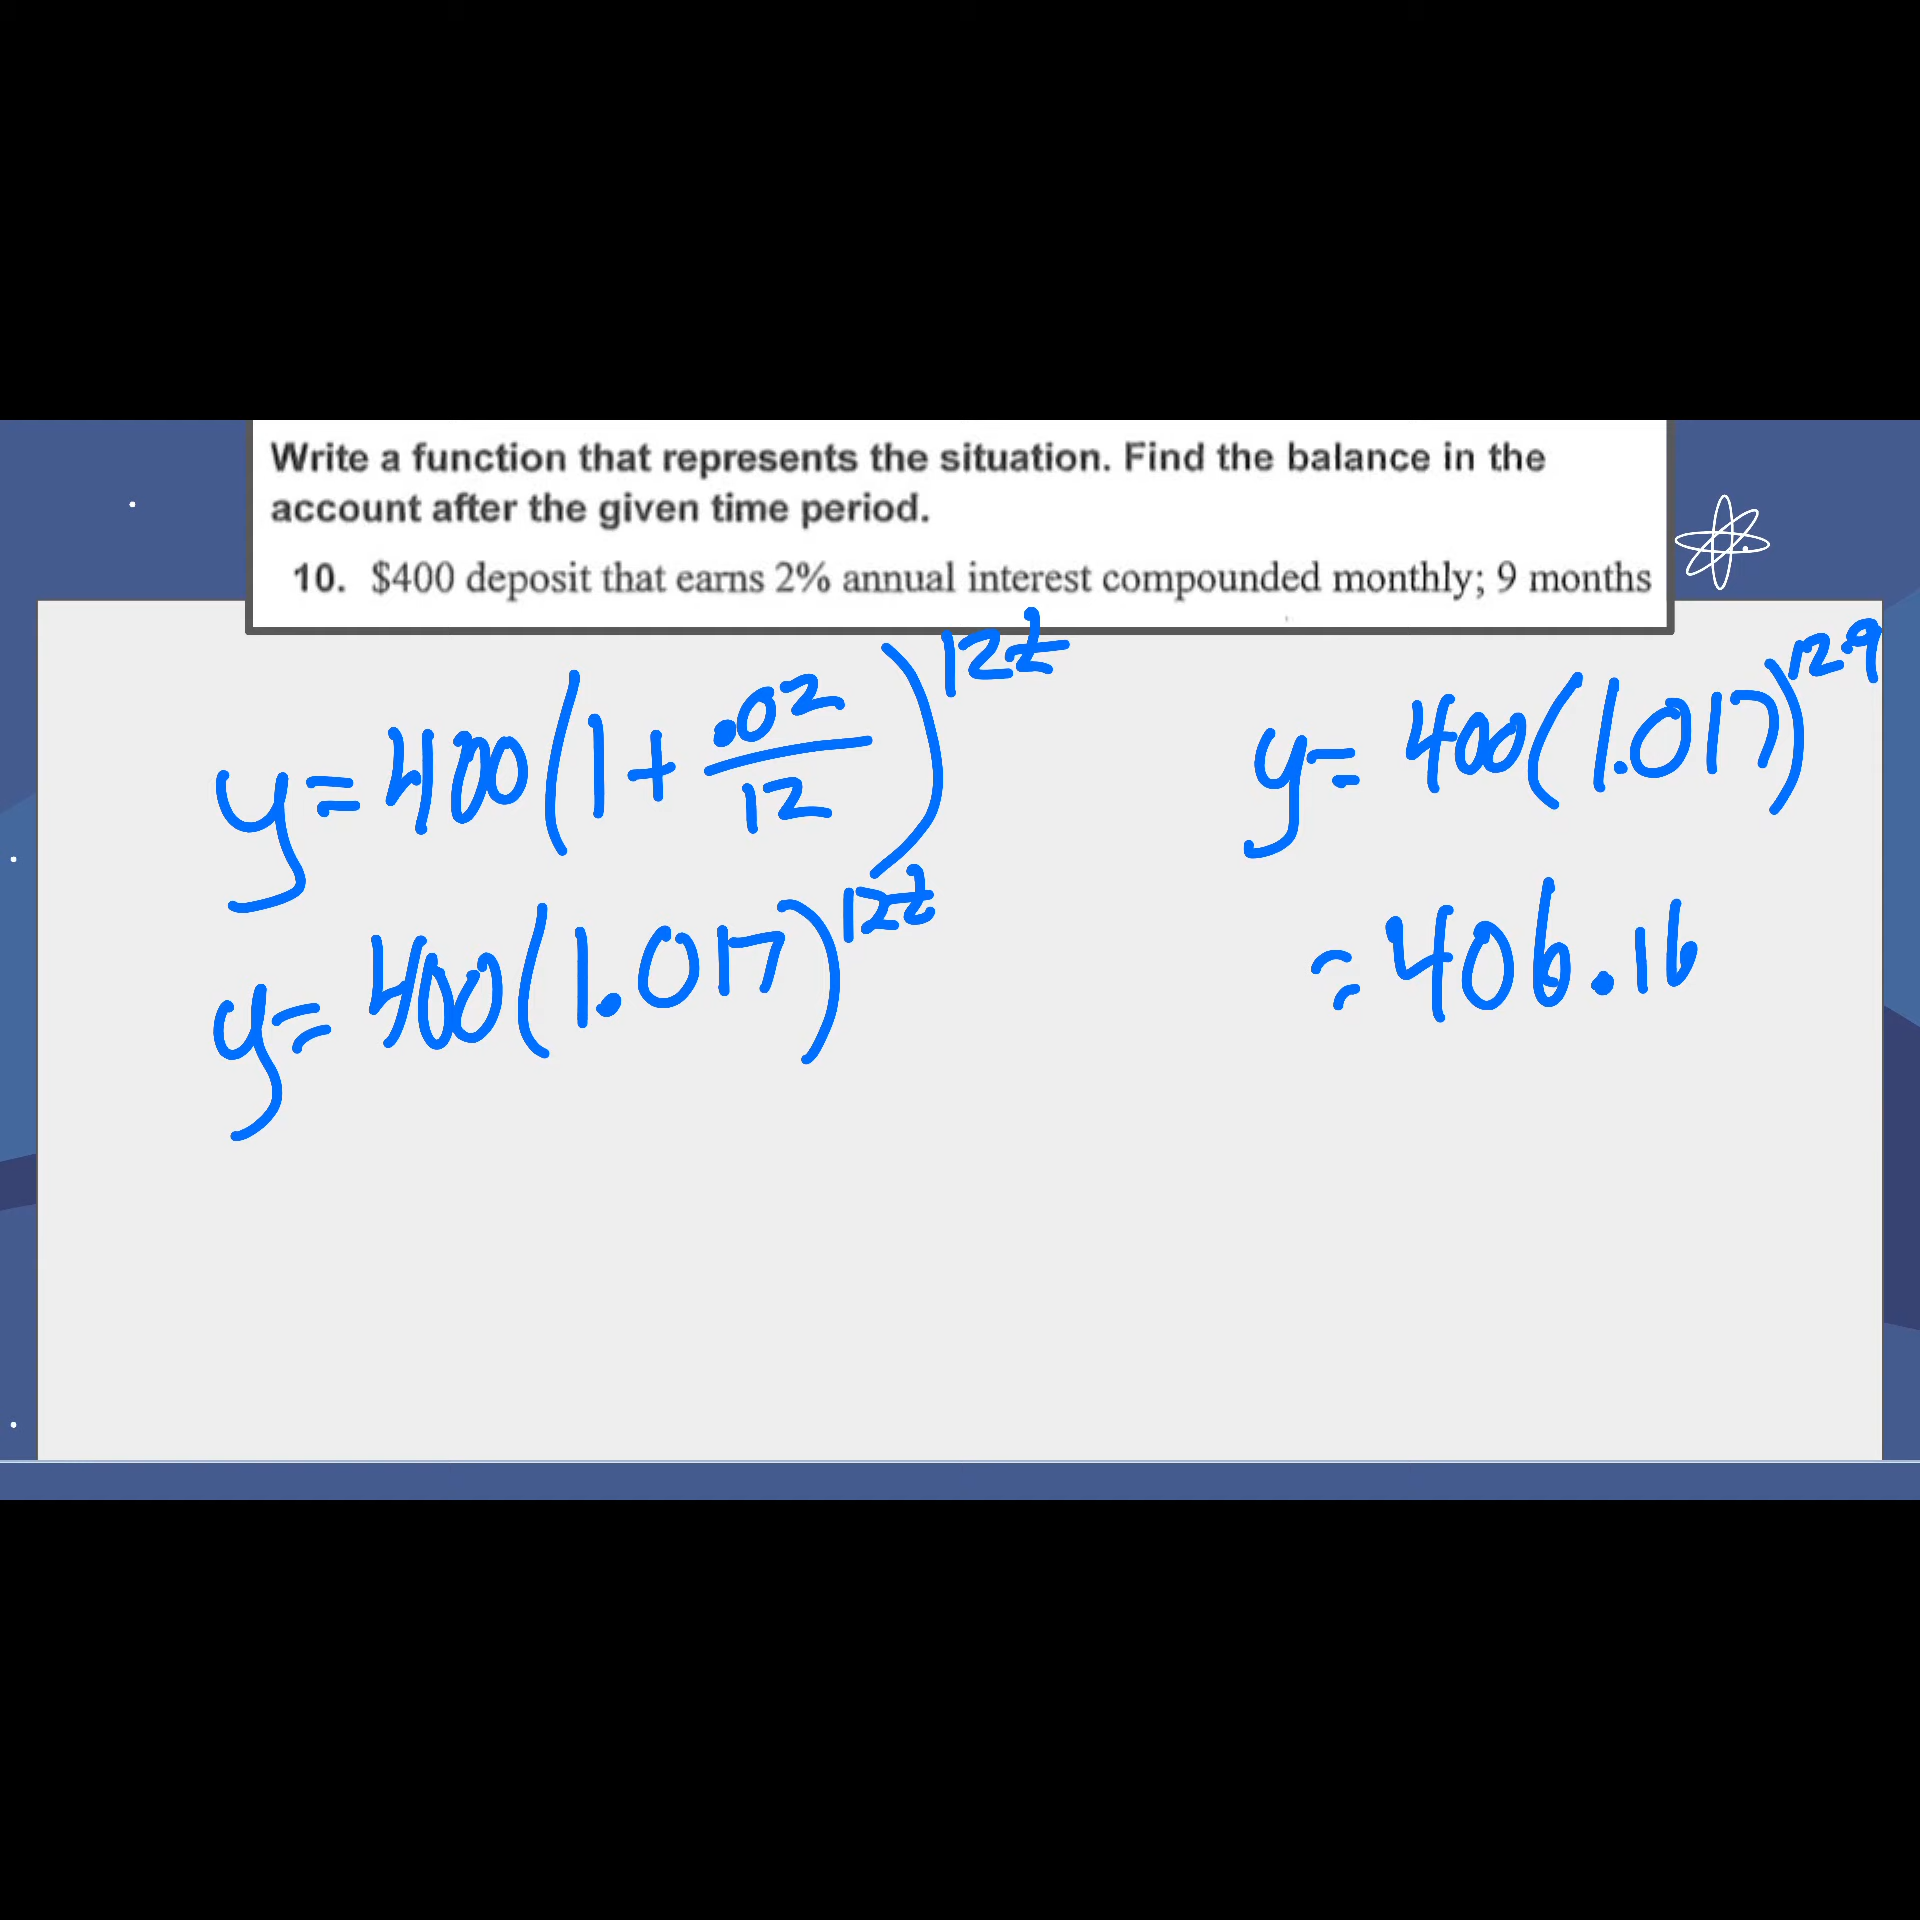 Write a function that represents the situation. Find the balance in the
account after the given time period.
10. $400 deposit that earns 2% annual interest compounded monthly; 9 months
y=400(1+.02/12)^12t
y=400(1.017)^12t
y=400(1.017)^12·9
=406.16